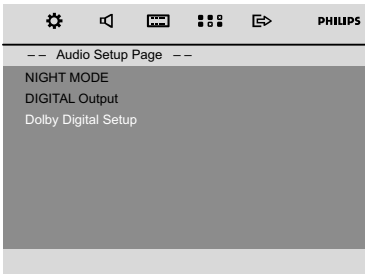 PHILIPS
-- Audio Setup Page --
NIGHT MODE
DIGITAL Output
Dolby Digital Setup